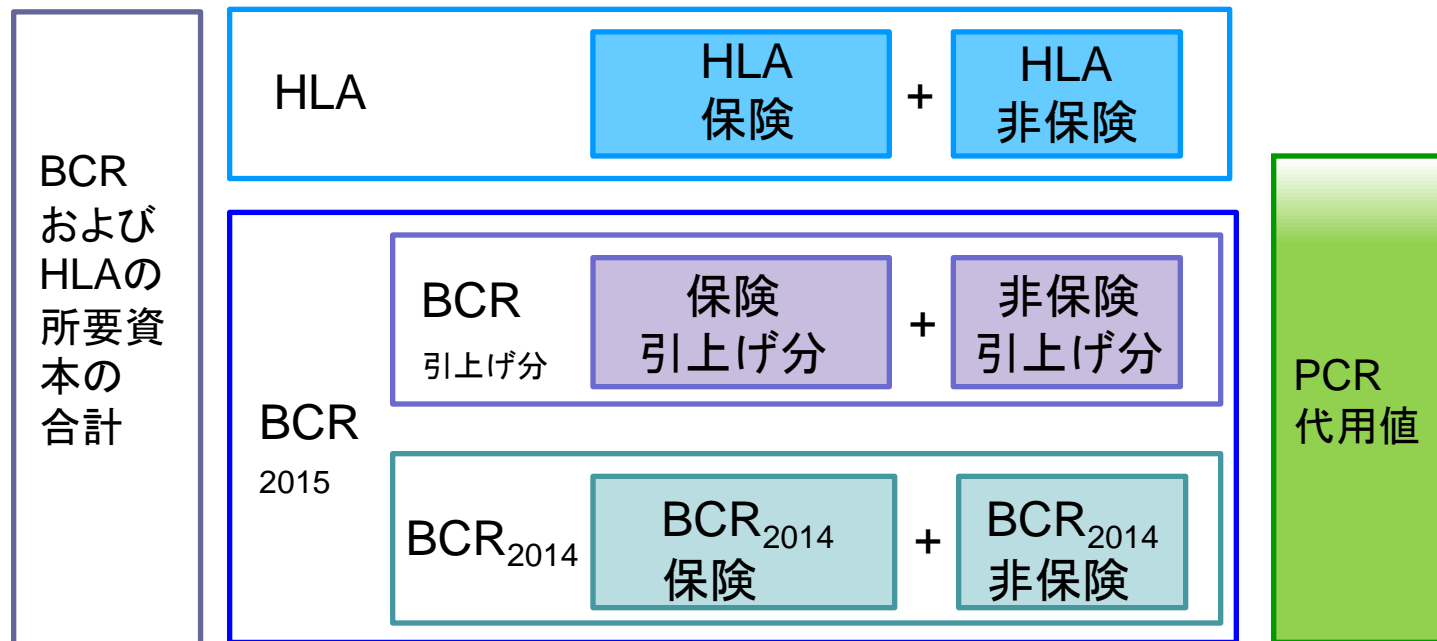 BCR
および
HLAの
所要資
本の
合計
HLA
HLA
保険
+
HLA
非保険
BCR
2015
BCR
引上げ分
保険
引上げ分
+
非保険
引上げ分
BCR2014
BCR2014
保険
+
BCR2014
非保険
PCR
代用値